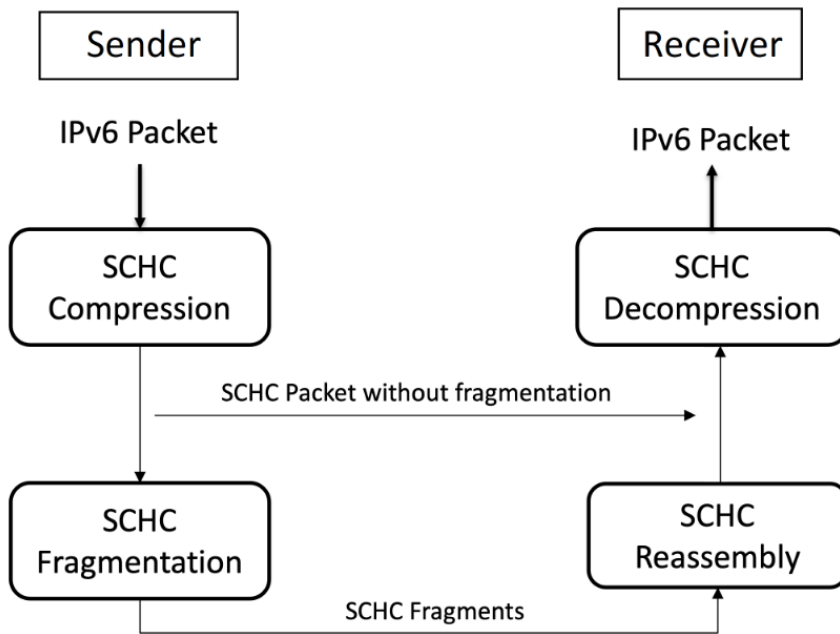 Sender
Receiver
IPv6 Packet
IPv6 Packet
SCHC
Compression
SCHC
Decompression
SCHC Packet without fragmentation
SCHC
Fragmentation
SCHC
Reassembly
SCHC Fragments